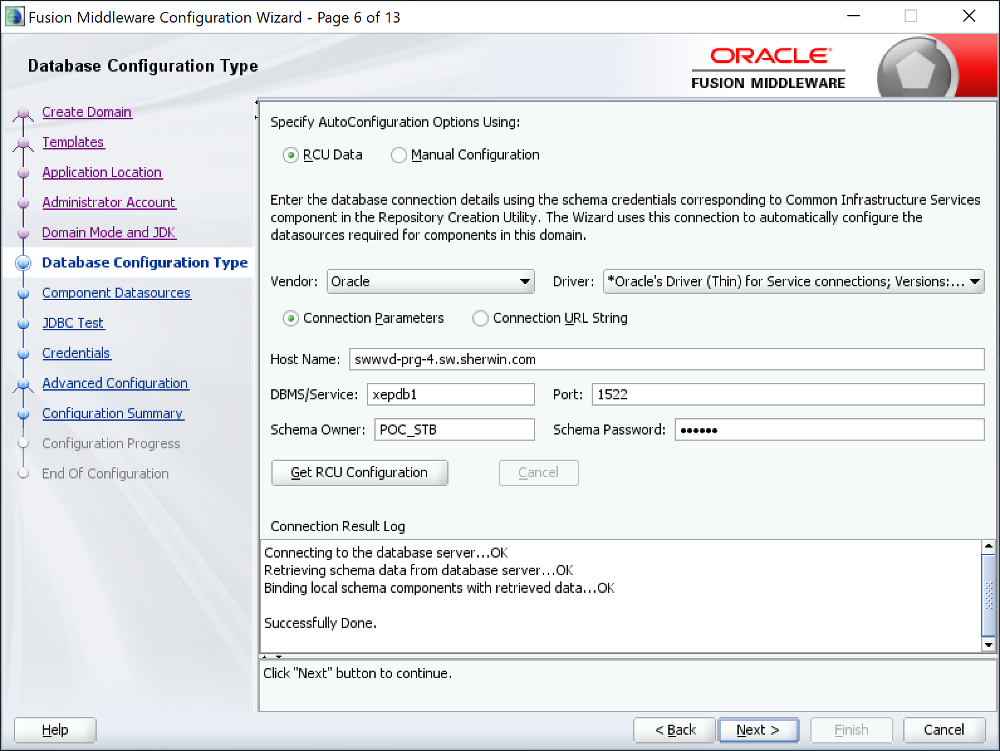 Fusion Middleware Configuration Wizard - Page 6 of 13
Database Configuration Type
ORACLE
FUSION MIDDLEWARE
Create Domain
Templates
Application Location
Administrator Account
Domain Mode and JDK
Database Configuration Type
Component Datasources
JDBC Test
Credentials
Advanced Configuration
Configuration Summary
Configuration Progress
End Of Configuration
Specify AutoConfiguration Options Using:
RCU Data Manual Configuration
Enter the database connection details using the schema credentials corresponding to Common Infrastructure Services
component in the Repository Creation Utility. The Wizard uses this connection to automatically configure the
datasources required for components in this domain.
Vendor: Oracle Driver: *Oracle's Driver (Thin) for Service connections; Versions:...
Connection Parameters Connection URL String
Host Name: swwvd-prg-4.sw.sherwin.com
DBMS/Service: xepdb1 Port: 1522
Schema Owner: POC_STB Schema Password: ••••••
Get RCU Configuration Cancel
Connection Result Log
Connecting to the database server...OK
Retrieving schema data from database server...OK
Binding local schema components with retrieved data...OK
Successfully Done.
Click "Next" button to continue.
Help < Back Next > Finish Cancel